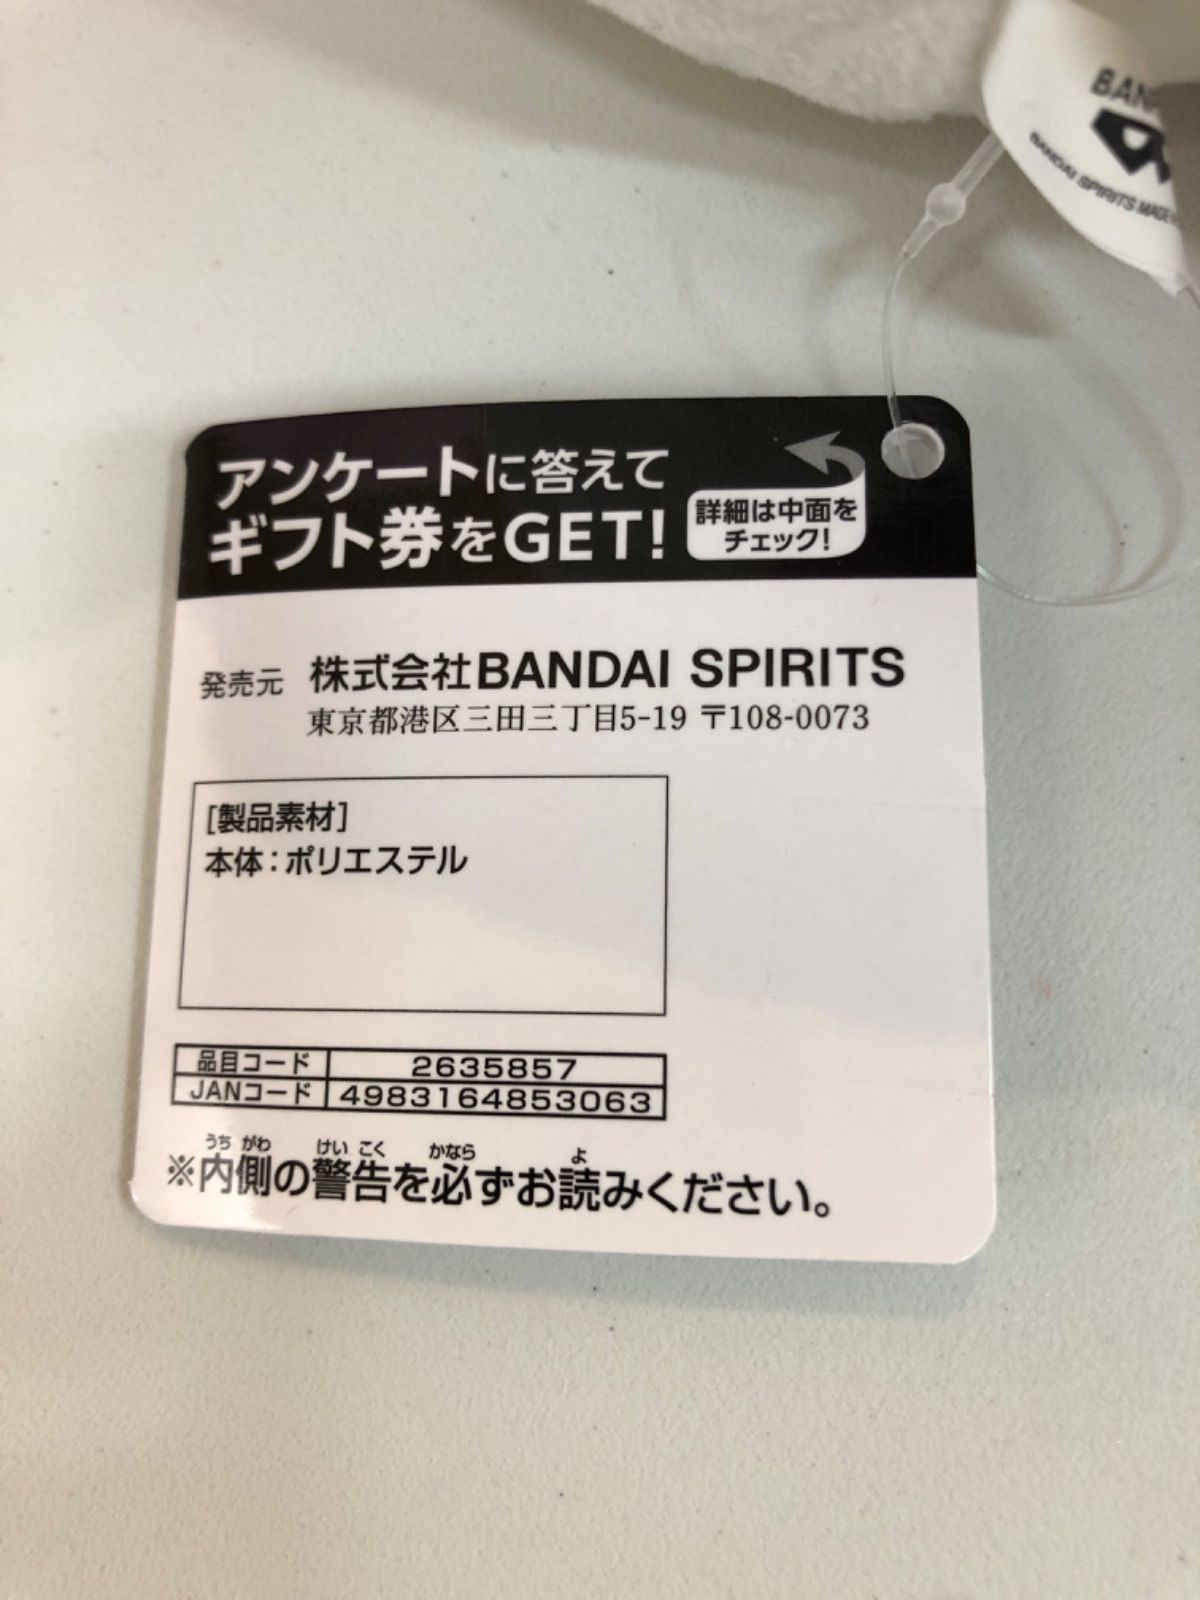 BANDAI SPIRITS MADE
アンケートに答えて
ギフト券をGET!
詳細は中面を
チェック!
発売元 株式会社BANDAI SPIRITS
東京都港区三田三丁目5-19 〒108-0073
[製品素材]
本体:ポリエステル
品目コード 2635857
JANコード 4983164853063
うち がわ けい こく かなら よ
※内側の警告を必ずお読みください。